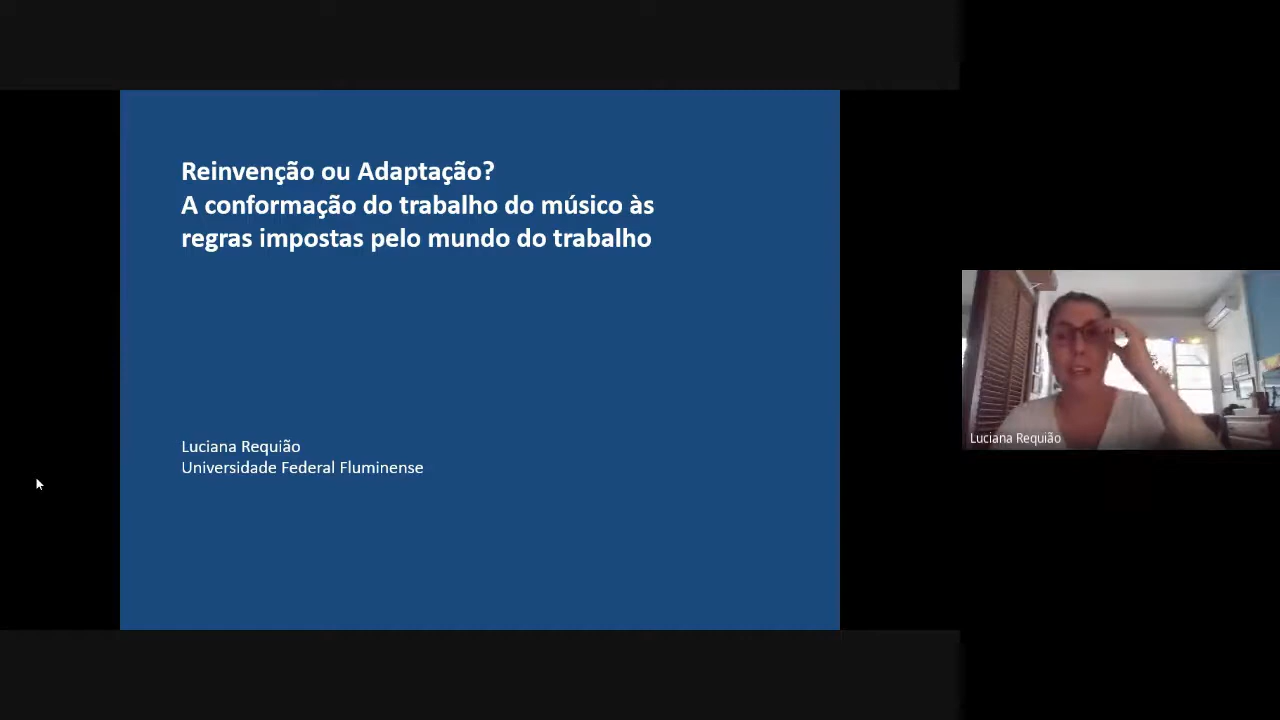 Reinvenção ou Adaptação?
A conformação do trabalho do músico às
regras impostas pelo mundo do trabalho
Luciana Requião
Universidade Federal Fluminense
Luciana Requião